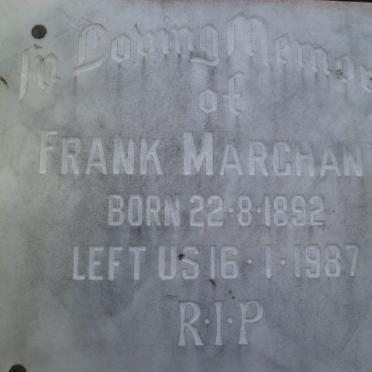 In Loving Memor
of
FRANK MARCHAN
BORN 22·8·1892
LEFT US 16·1·1987
R·I·P